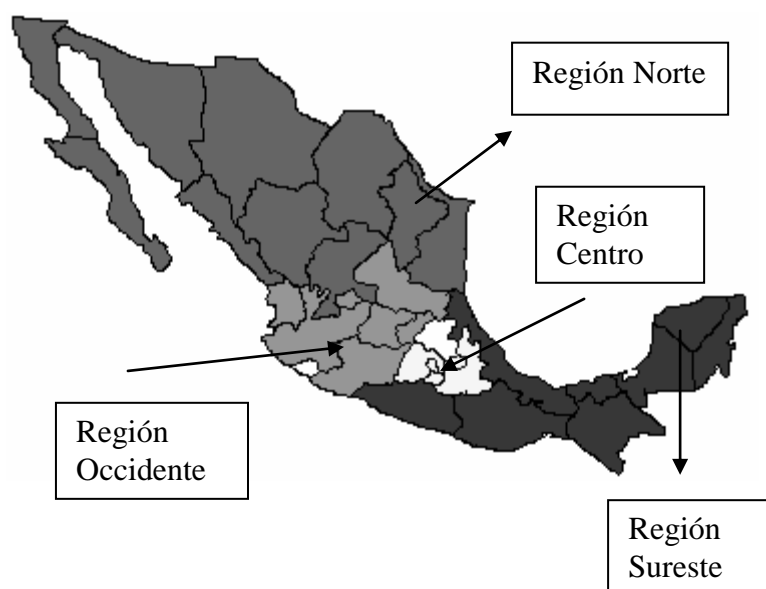 Región Norte
Región
Centro
Región
Occidente
Región
Sureste